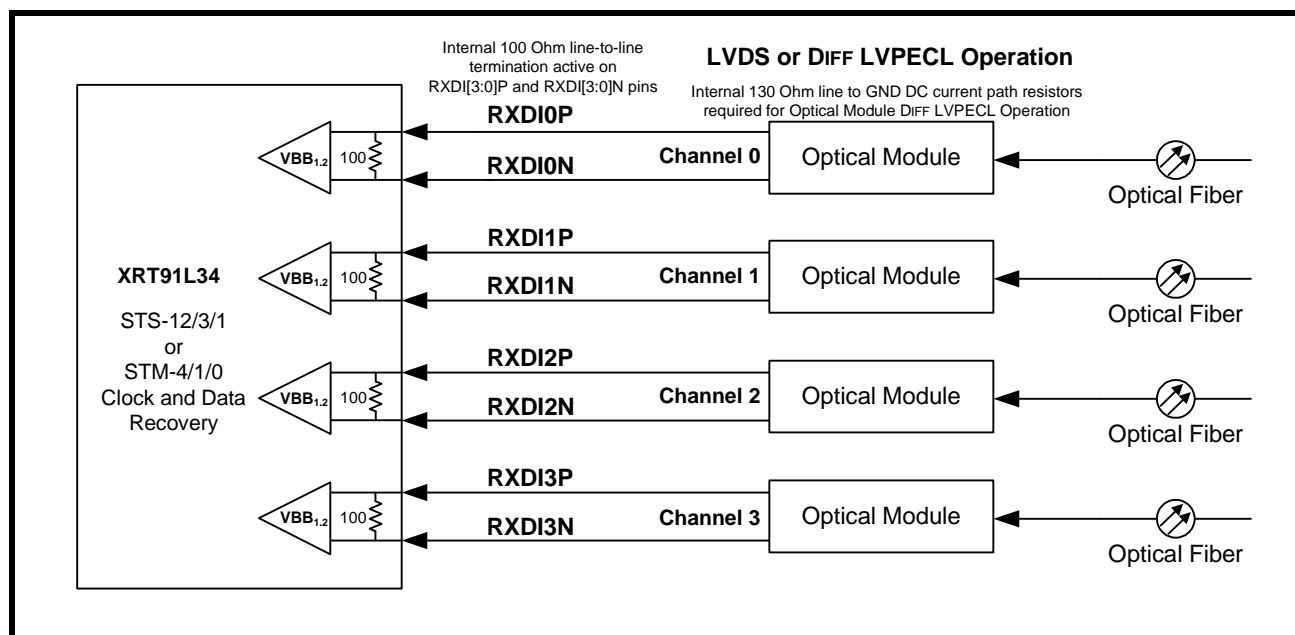 Internal 100 Ohm line-to-line
termination active on
RXDI[3:0]P and RXDI[3:0]N pins
LVDS or DIFF LVPECL Operation
Internal 130 Ohm line to GND DC current path resistors
required for Optical Module DIFF LVPECL Operation
XRT91L34
STS-12/3/1
or
STM-4/1/0
Clock and Data
Recovery
VBB1.2
100
RXDI0P
RXDI0N
Channel 0
Optical Module
Optical Fiber
VBB1.2
100
RXDI1P
RXDI1N
Channel 1
Optical Module
Optical Fiber
VBB1.2
100
RXDI2P
RXDI2N
Channel 2
Optical Module
Optical Fiber
VBB1.2
100
RXDI3P
RXDI3N
Channel 3
Optical Module
Optical Fiber